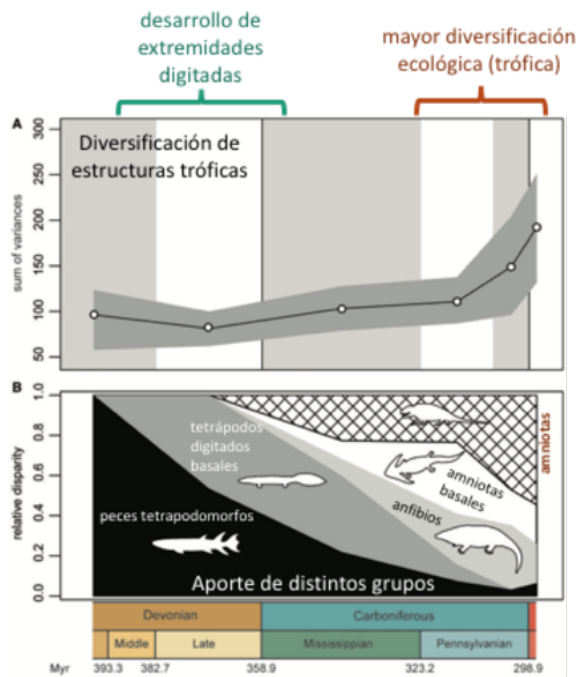 desarrollo de
extremidades
digitadas
mayor diversificación
ecológica (trófica)
A
Diversificación de
estructuras tróficas
sum of variances
300
250
200
150
100
50
B
relative disparity
1.0
0.8
0.6
0.4
0.2
0.0
tetrápodos
digitados
basales
peces tetrapodomorfos
amniotas
basales
anfibios
amniotas
Aporte de distintos grupos
Devonian
Carboniferous
Middle
Late
Mississippian
Pennsylvanian
Myr
393.3
382.7
358.9
323.2
298.9